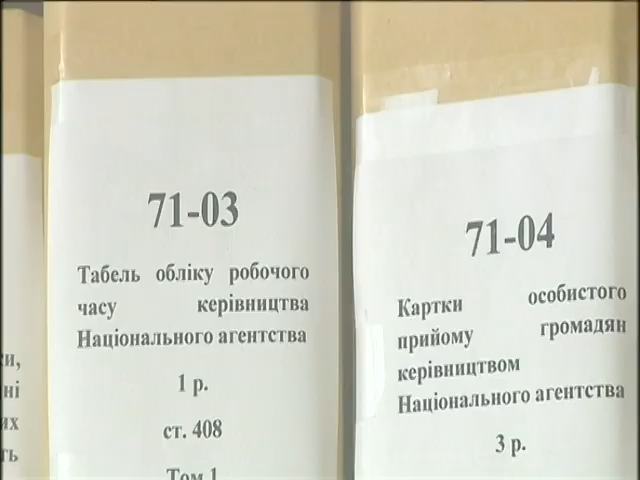 71-03
Табель обліку робочого
часу керівництва
Національного агентства
1 р.
ст. 408
Том 1
71-04
Картки особистого
прийому громадян
керівництвом
Національного агентства
3 р.